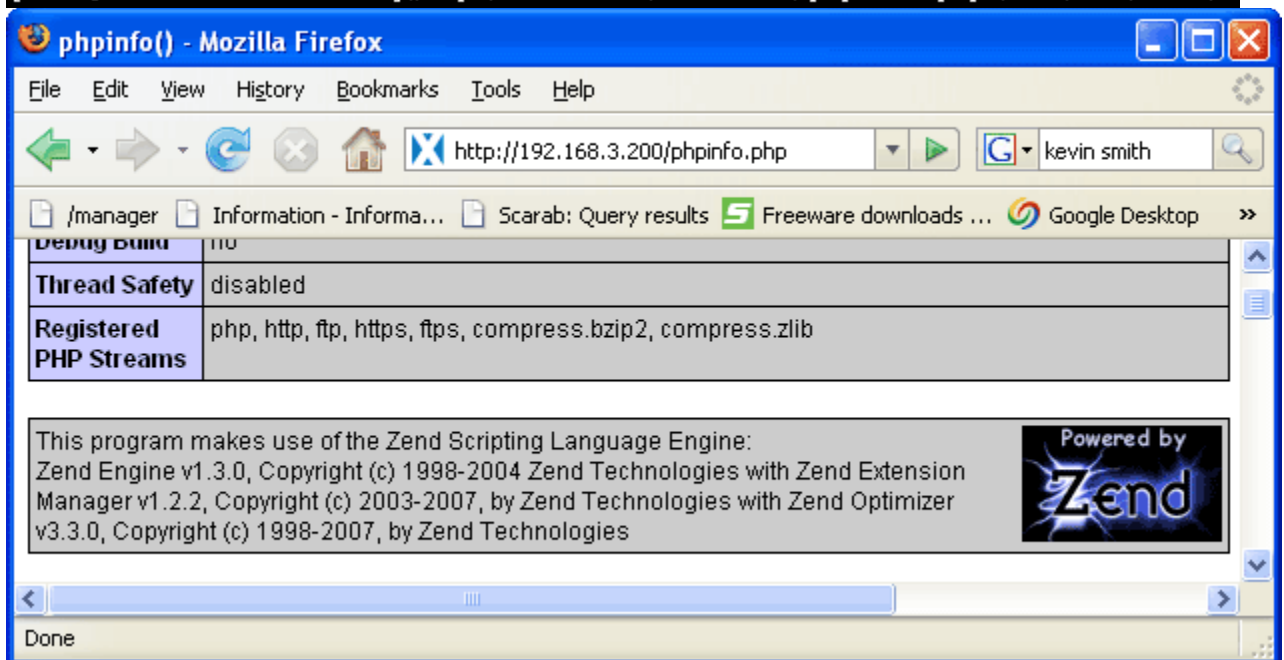 phpinfo() - Mozilla Firefox
File Edit View History Bookmarks Tools Help
http://192.168.3.200/phpinfo.php kevin smith
/manager Information - Informa... Scarab: Query results Freeware downloads ... Google Desktop »
Debug Build no
Thread Safety disabled
Registered php, http, ftp, https, ftps, compress.bzip2, compress.zlib
PHP Streams
This program makes use of the Zend Scripting Language Engine:
Zend Engine v1.3.0, Copyright (c) 1998-2004 Zend Technologies with Zend Extension
Manager v1.2.2, Copyright (c) 2003-2007, by Zend Technologies with Zend Optimizer
v3.3.0, Copyright (c) 1998-2007, by Zend Technologies
Powered by
Zend
Done